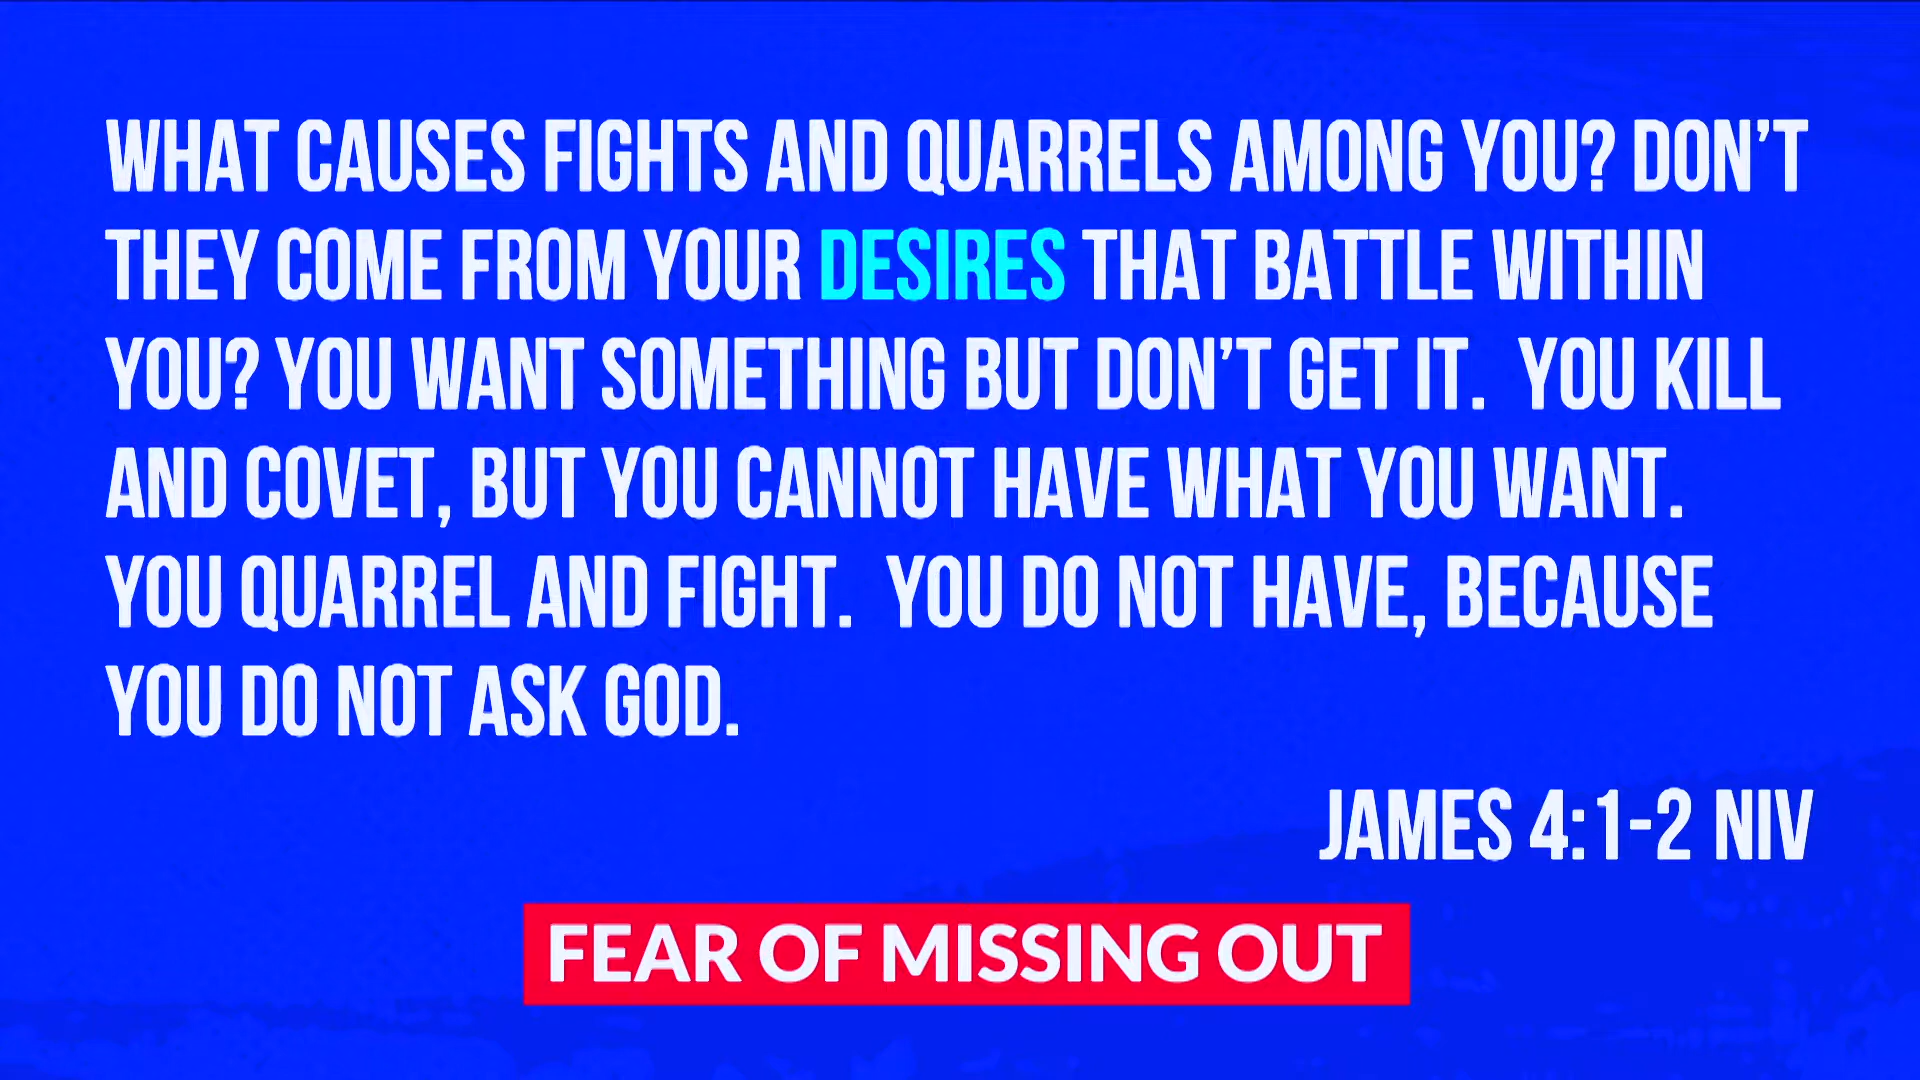 WHAT CAUSES FIGHTS AND QUARRELS AMONG YOU? DON’T
THEY COME FROM YOUR DESIRES THAT BATTLE WITHIN
YOU? YOU WANT SOMETHING BUT DON’T GET IT.  YOU KILL
AND COVET, BUT YOU CANNOT HAVE WHAT YOU WANT.
YOU QUARREL AND FIGHT.  YOU DO NOT HAVE, BECAUSE
YOU DO NOT ASK GOD.
JAMES 4:1-2 NIV
FEAR OF MISSING OUT